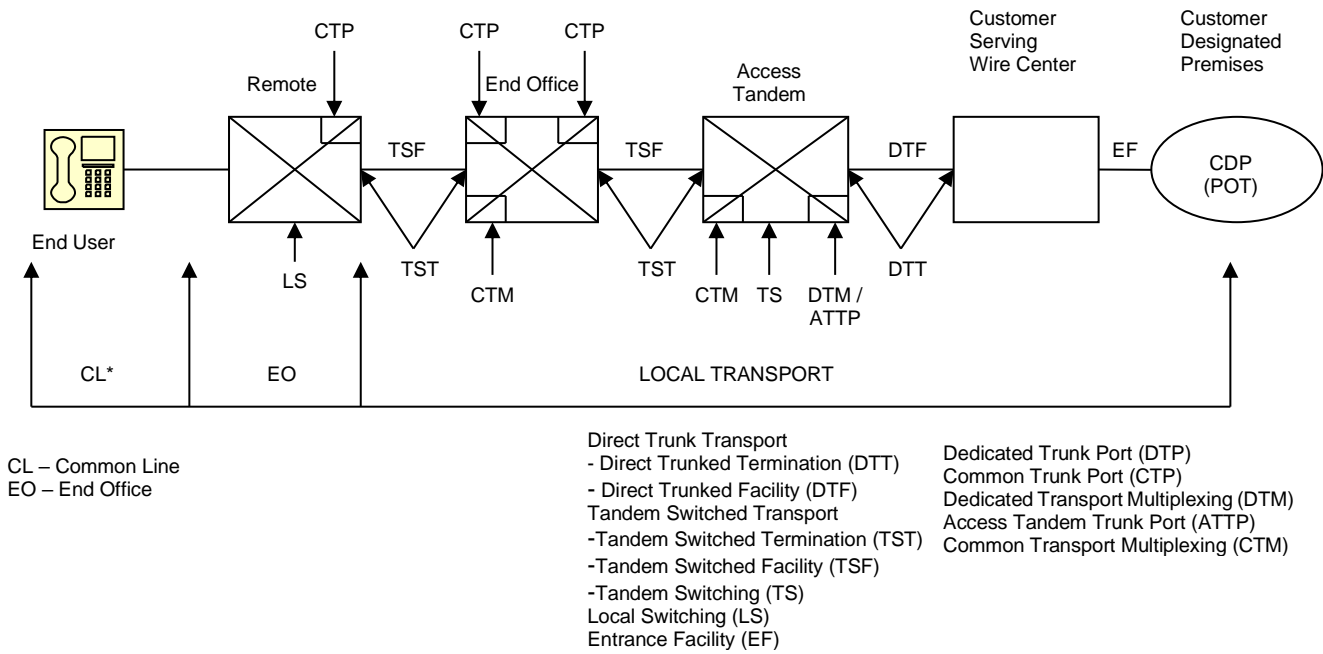 CTP
CTP
CTP
Customer
Serving
Wire Center
Customer
Designated
Premises
Remote
End Office
Access
Tandem
TSF
TSF
DTF
EF
CDP
(POT)
End User
LS
TST
CTM
TST
CTM
TS
DTM /
ATTP
DTT
CL*
EO
LOCAL TRANSPORT
CL – Common Line
EO – End Office
Direct Trunk Transport
- Direct Trunked Termination (DTT)
- Direct Trunked Facility (DTF)
Tandem Switched Transport
-Tandem Switched Termination (TST)
-Tandem Switched Facility (TSF)
-Tandem Switching (TS)
Local Switching (LS)
Entrance Facility (EF)
Dedicated Trunk Port (DTP)
Common Trunk Port (CTP)
Dedicated Transport Multiplexing (DTM)
Access Tandem Trunk Port (ATTP)
Common Transport Multiplexing (CTM)